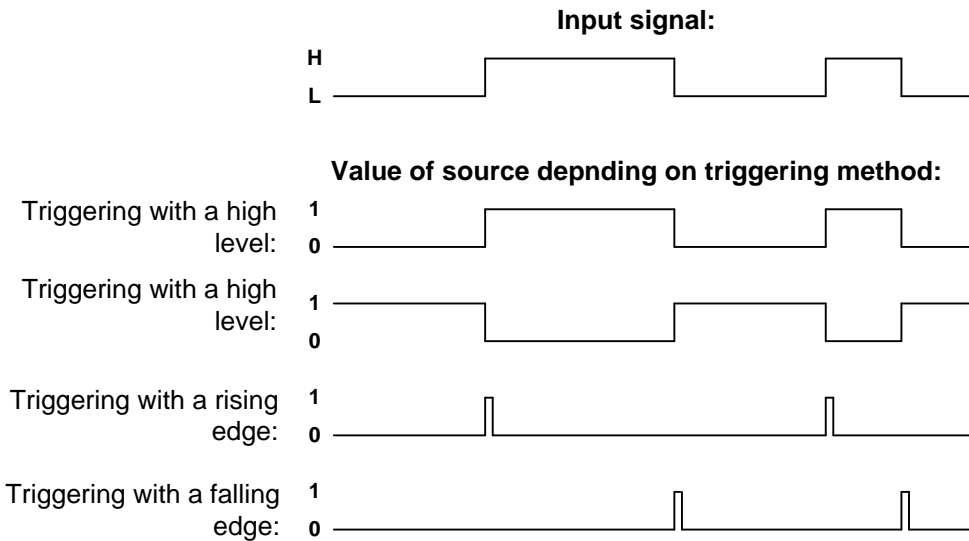 Input signal:
H
L
Value of source depnding on triggering method:
Triggering with a high
level:
1
0
Triggering with a high
level:
1
0
Triggering with a rising
edge:
1
0
Triggering with a falling
edge:
1
0